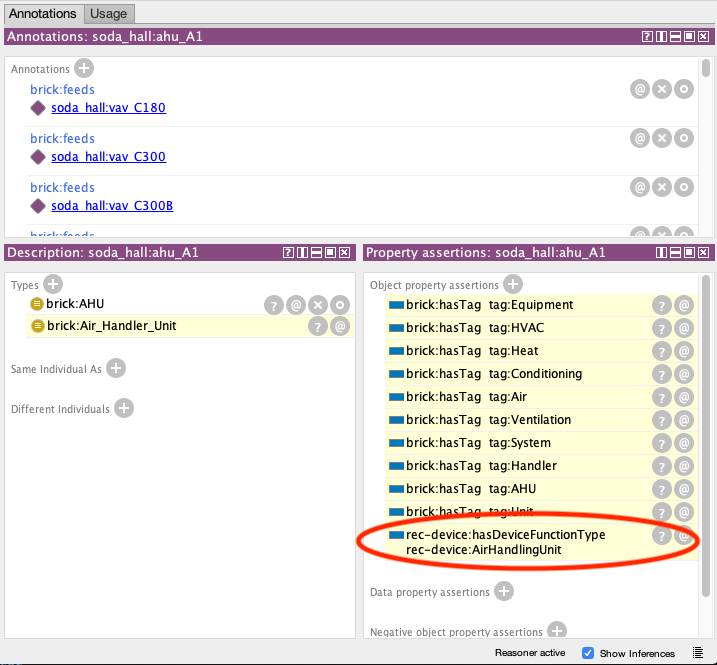 Annotations Usage
Annotations: soda_hall:ahu_A1
Annotations
brick:feeds
soda_hall:vav_C180
brick:feeds
soda_hall:vav_C300
brick:feeds
soda_hall:vav_C300B
brick:feeds
Description: soda_hall:ahu_A1
Types
brick:AHU
brick:Air_Handler_Unit
Same Individual As
Different Individuals
Property assertions: soda_hall:ahu_A1
Object property assertions
brick:hasTag tag:Equipment
brick:hasTag tag:HVAC
brick:hasTag tag:Heat
brick:hasTag tag:Conditioning
brick:hasTag tag:Air
brick:hasTag tag:Ventilation
brick:hasTag tag:System
brick:hasTag tag:Handler
brick:hasTag tag:AHU
brick:hasTag tag:Unit
rec-device:hasDeviceFunctionType
rec-device:AirHandlingUnit
Data property assertions
Negative object property assertions
Reasoner active Show Inferences